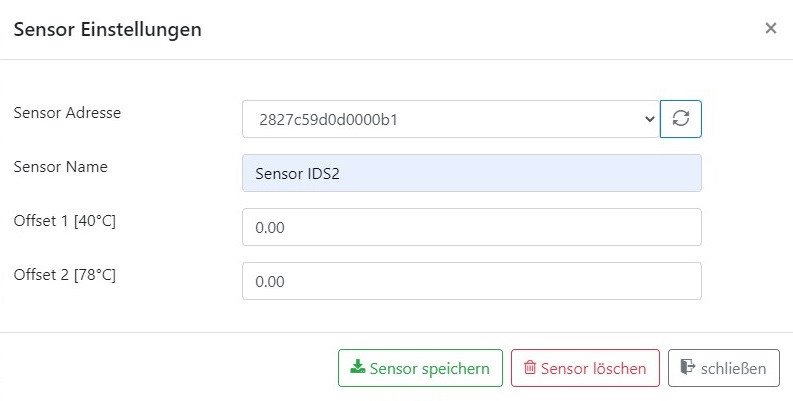 Sensor Einstellungen ×
Sensor Adresse 2827c59d0d0000b1
Sensor Name Sensor IDS2
Offset 1 [40°C] 0.00
Offset 2 [78°C] 0.00
Sensor speichern Sensor löschen schließen